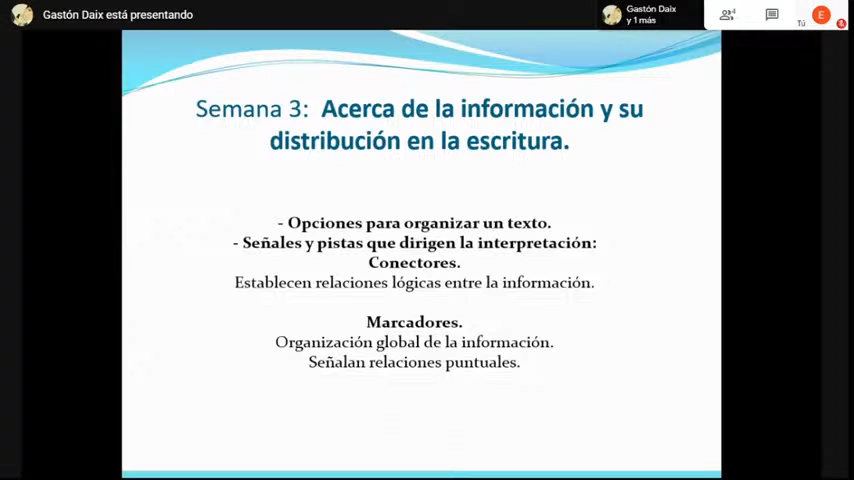 Gastón Daix está presentando
Gastón Daix
y 1 más
4
Tú
E
Semana 3: Acerca de la información y su
distribución en la escritura.
- Opciones para organizar un texto.
- Señales y pistas que dirigen la interpretación:
Conectores.
Establecen relaciones lógicas entre la información.
Marcadores.
Organización global de la información.
Señalan relaciones puntuales.